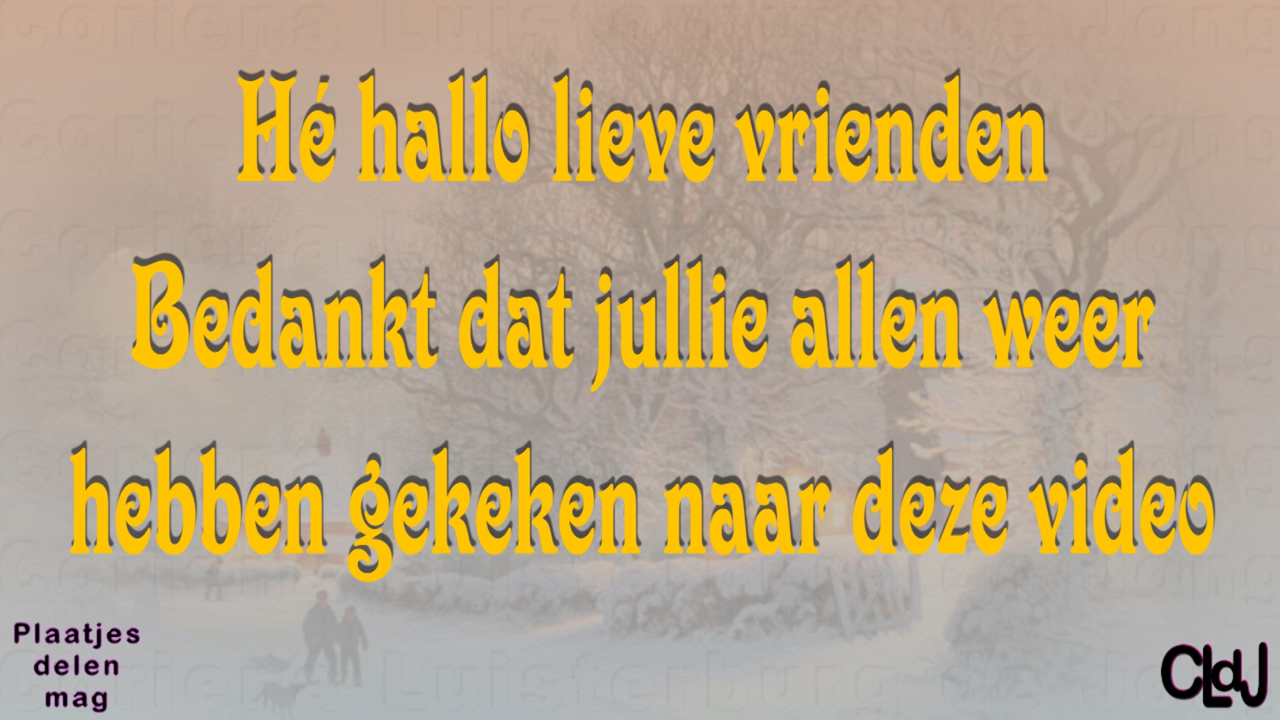 Hé hallo lieve vrienden
Bedankt dat jullie allen weer
hebben gekeken naar deze video
Plaatjes
delen
mag
CLdJ